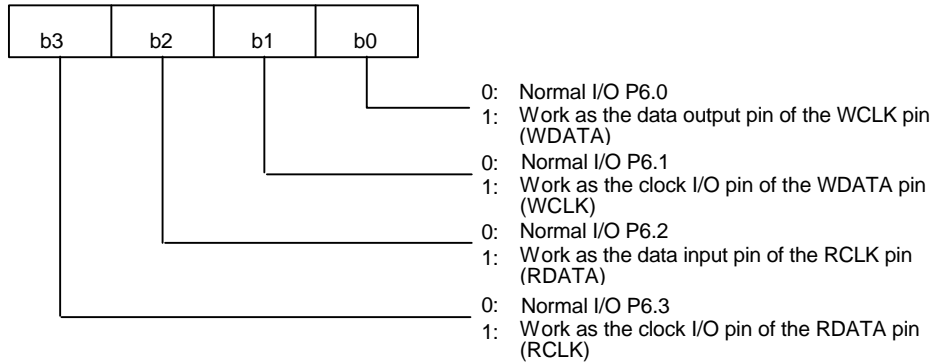 b3 b2 b1 b0
0: Normal I/O P6.0
1: Work as the data output pin of the WCLK pin
(WDATA)
0: Normal I/O P6.1
1: Work as the clock I/O pin of the WDATA pin
(WCLK)
0: Normal I/O P6.2
1: Work as the data input pin of the RCLK pin
(RDATA)
0: Normal I/O P6.3
1: Work as the clock I/O pin of the RDATA pin
(RCLK)